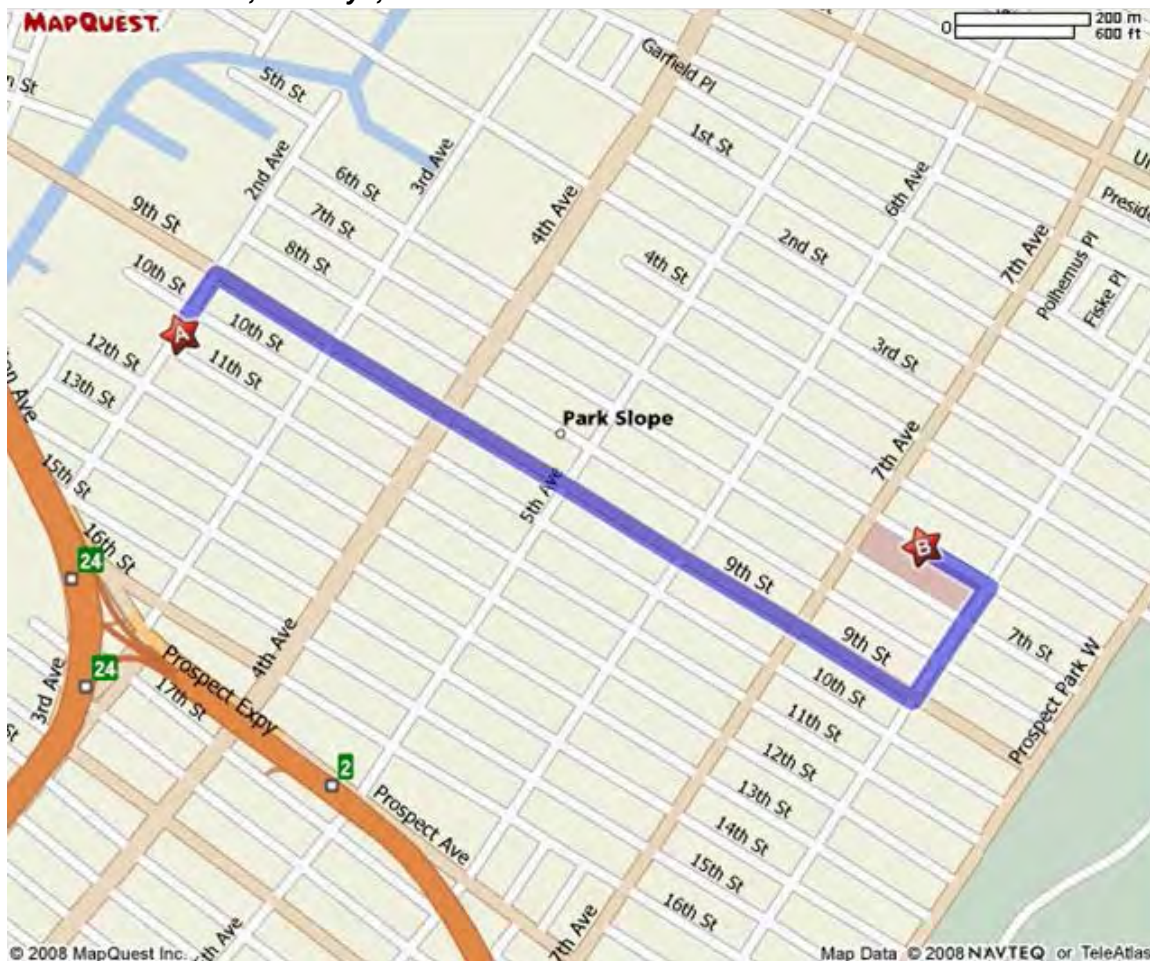 MAPQUEST.
0
200 m
600 ft
Garfield Pl
5th St
1st St
2nd Ave
3rd Ave
6th St
6th Ave
9th St
7th St
4th Ave
2nd St
7th Ave
Polhemus Pl
Fiske Pl
8th St
10th St
4th St
A
10th St
11th St
12th St
13th St
3rd St
Park Slope
7th Ave
15th St
5th Ave
16th St
24
B
9th St
9th St
7th St
4th Ave
24
3rd Ave
Prospect Expy
17th St
10th St
Prospect Park W
11th St
12th St
2
13th St
Prospect Ave
14th St
15th St
16th St
7th Ave
© 2008 MapQuest Inc.
Map Data © 2008 NAVTEQ or TeleAtlas